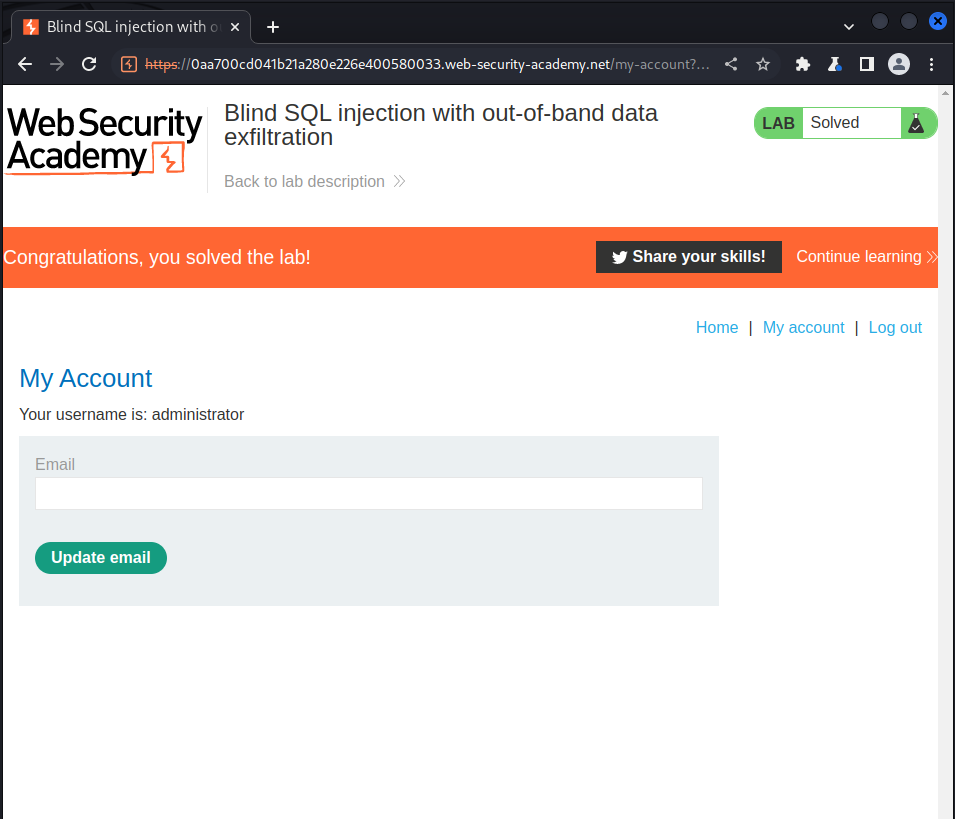 Blind SQL injection with o
https://0aa700cd041b21a280e226e400580033.web-security-academy.net/my-account?...
Web Security
Academy
Blind SQL injection with out-of-band data
exfiltration
LAB Solved
Back to lab description
Congratulations, you solved the lab!
Share your skills!
Continue learning
Home | My account | Log out
My Account
Your username is: administrator
Email
Update email